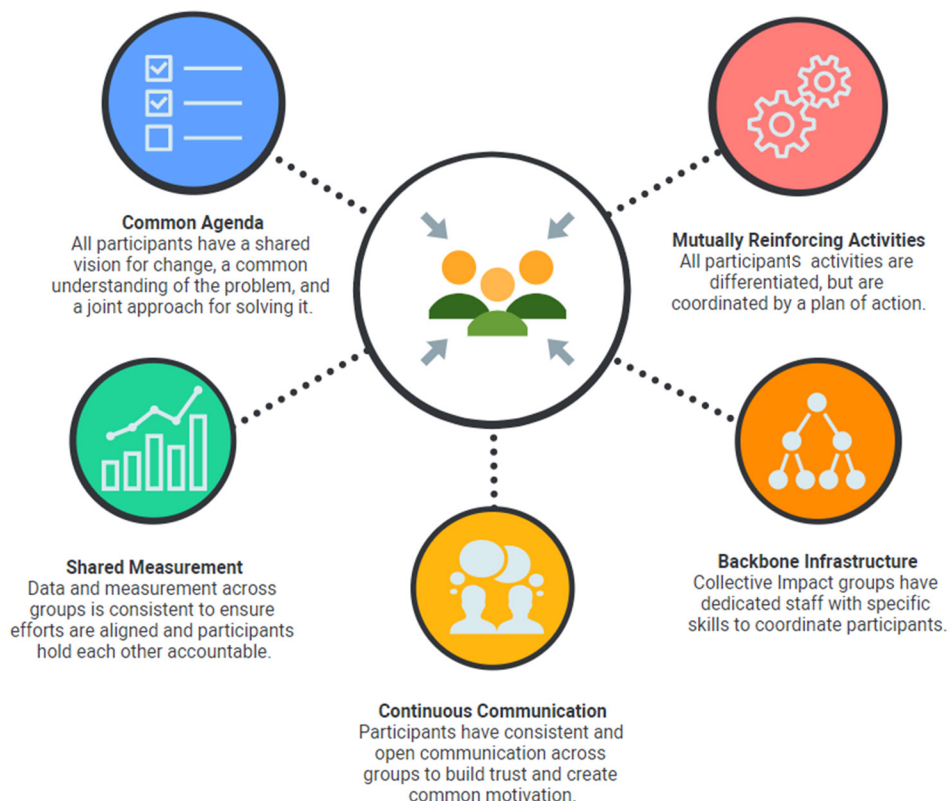 Common Agenda
All participants have a shared
vision for change, a common
understanding of the problem, and
a joint approach for solving it.
Mutually Reinforcing Activities
All participants activities are
differentiated, but are
coordinated by a plan of action.
Shared Measurement
Data and measurement across
groups is consistent to ensure
efforts are aligned and participants
hold each other accountable.
Backbone Infrastructure
Collective Impact groups have
dedicated staff with specific
skills to coordinate participants.
Continuous Communication
Participants have consistent and
open communication across
groups to build trust and create
common motivation.